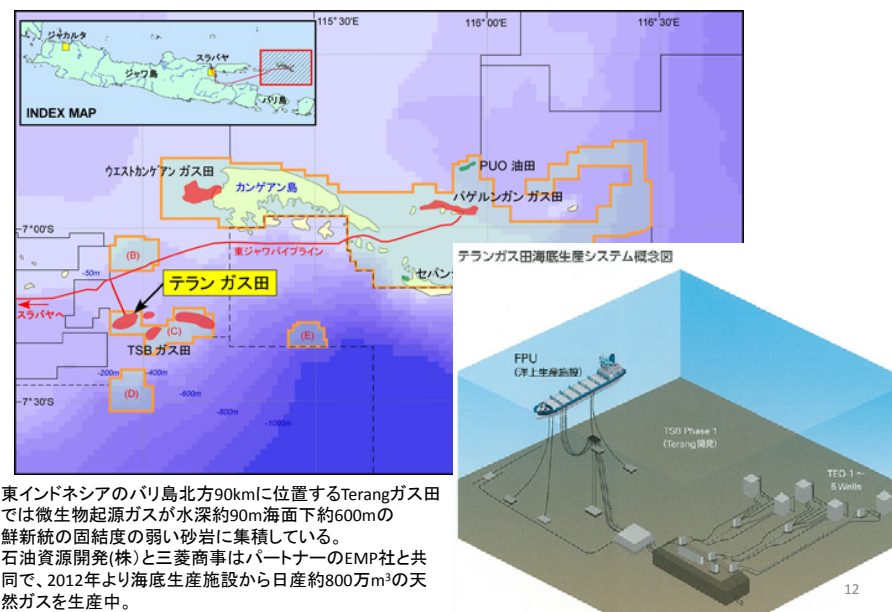 115°30'E
116°00'E
116°30'E
ジャカルタ
ジャワ島
スラバヤ
バリ島
INDEX MAP
ウエストカンゲアン ガス田
カンゲアン島
PUO 油田
パゲルンガン ガス田
-7°00'S
東ジャワパイプライン
(B)
-50m
テラン ガス田
スラバヤへ
(C)
TSB ガス田
(E)
-200m
-400m
-600m
(D)
-7°30'S
-800m
-1000m
セパン
テランガス田海底生産システム概念図
FPU
(洋上生産施設)
TSB Phase 1
(Terang開発)
TEO-1～
5 Wells
東インドネシアのバリ島北方90kmに位置するTerangガス田
では微生物起源ガスが水深約90m海面下約600mの
鮮新統の固結度の弱い砂岩に集積している。
石油資源開発(株)と三菱商事はパートナーのEMP社と共
同で、2012年より海底生産施設から日産約800万m³の天
然ガスを生産中。
12